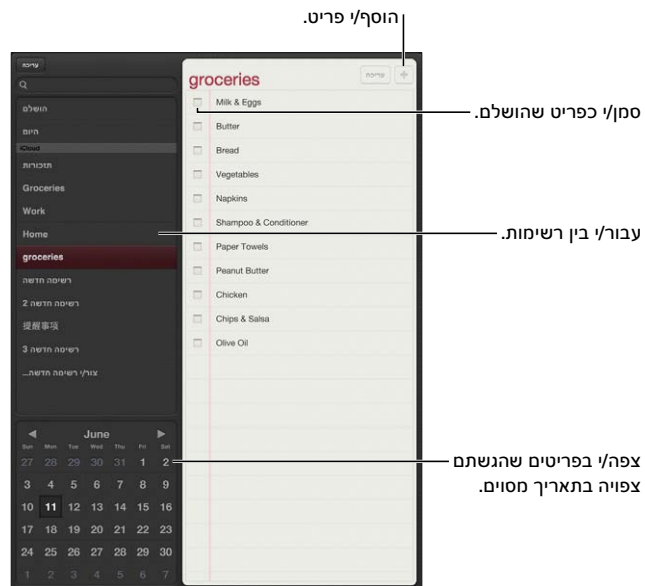 הוסף/י פריט.
עריכה
הושלם
היום
iCloud
תזכורות
Groceries
Work
Home
groceries
רשימה חדשה
רשימה חדשה 2
提醒事项
רשימה חדשה 3
צור/י רשימה חדשה...
June
Sun Mon Tue Wed Thu Fri Sat
27 28 29 30 31 1 2
3 4 5 6 7 8 9
10 11 12 13 14 15 16
17 18 19 20 21 22 23
24 25 26 27 28 29 30
1 2 3 4 5 6 7
groceries
עריכה
Milk & Eggs
Butter
Bread
Vegetables
Napkins
Shampoo & Conditioner
Paper Towels
Peanut Butter
Chicken
Chips & Salsa
Olive Oil
סמן/י כפריט שהושלם.
עבור/י בין רשימות.
צפה/י בפריטים שהגשתם
צפויה בתאריך מסוים.